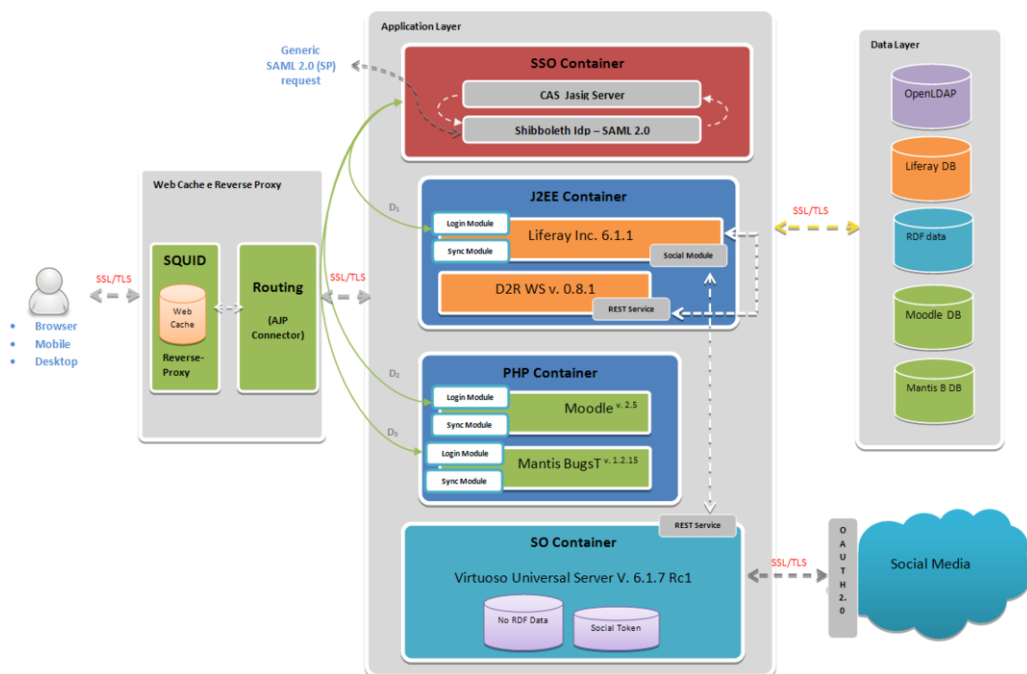 Application Layer
Generic
SAML 2.0 (SP)
request
SSO Container
CAS Jasig Server
Shibboleth Idp – SAML 2.0
Data Layer
OpenLDAP
Liferay DB
RDF data
Moodle DB
Mantis B DB
Web Cache e Reverse Proxy
SQUID
Web
Cache
Reverse-
Proxy
Routing
(AJP
Connector)
SSL/TLS
Browser
Mobile
Desktop
SSL/TLS
D₁
J2EE Container
Login Module
Sync Module
Liferay Inc. 6.1.1
Social Module
D2R WS v. 0.8.1
REST Service
SSL/TLS
D₂
D₃
PHP Container
Login Module
Moodle v. 2.5
Sync Module
Login Module
Mantis BugsT v. 1.2.15
Sync Module
REST Service
SO Container
Virtuoso Universal Server V. 6.1.7 Rc1
No RDF Data
Social Token
SSL/TLS
OAUTH2.0
Social Media